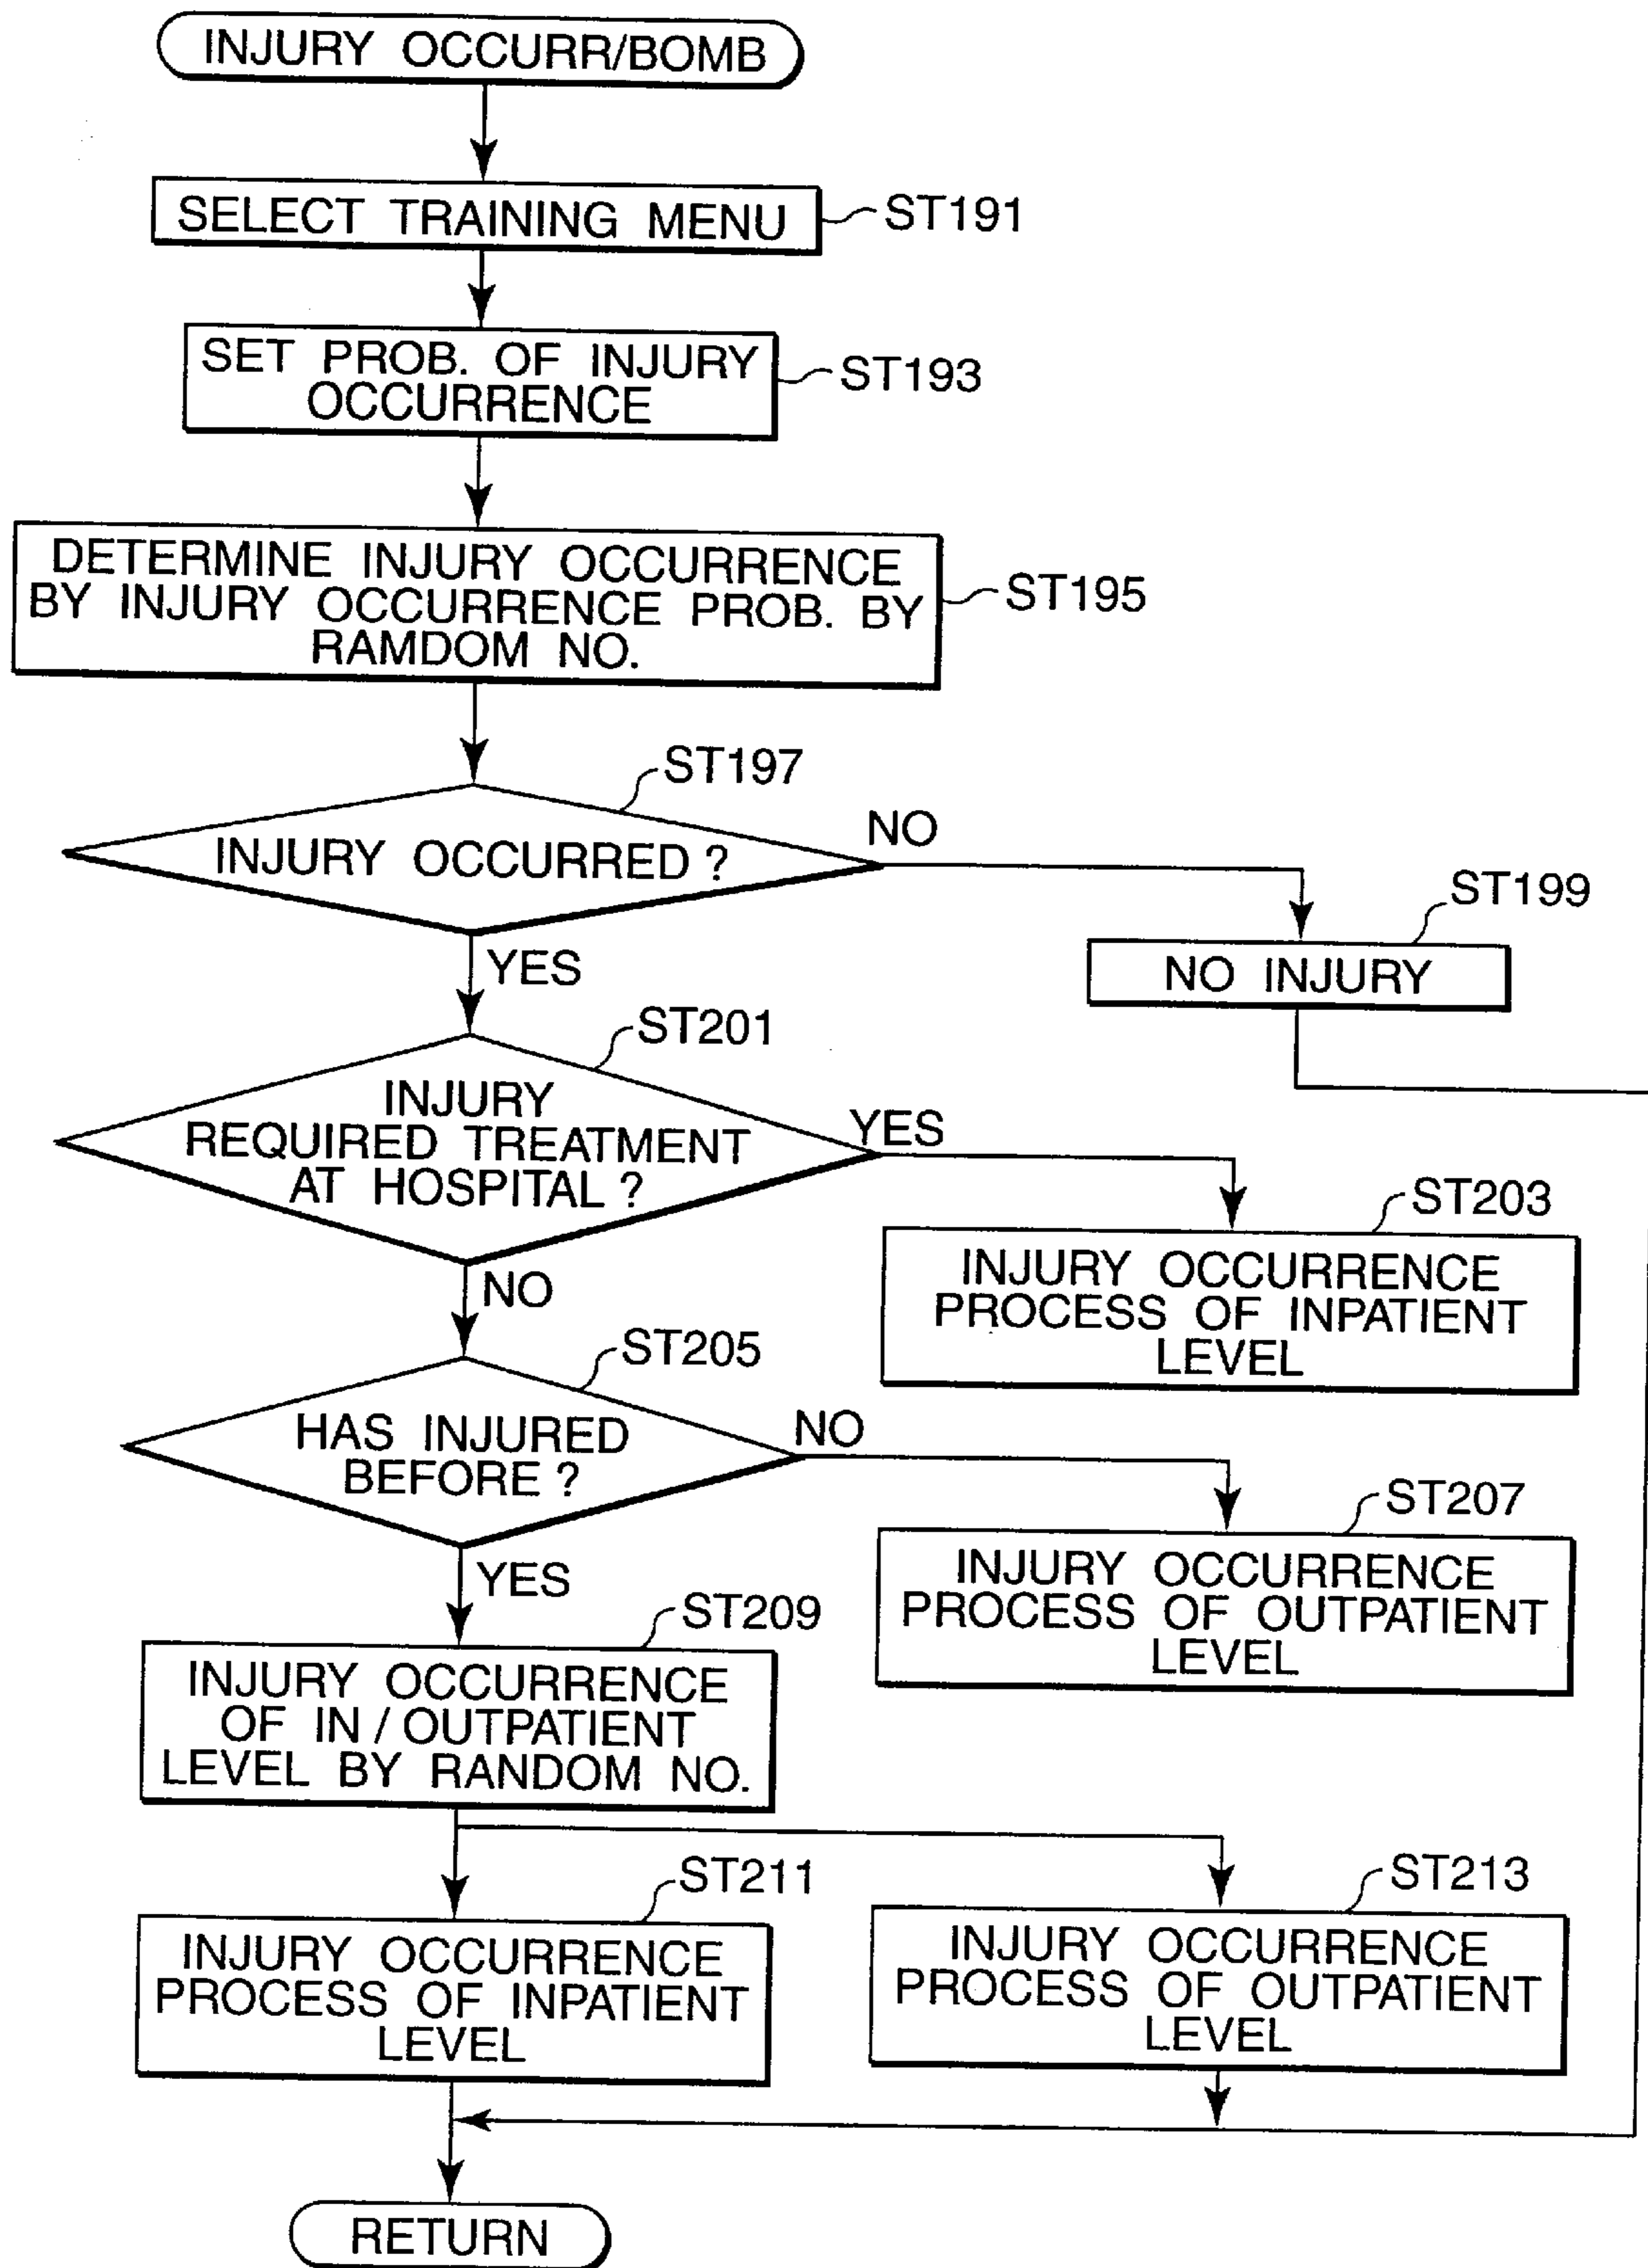 INJURY OCCURR/BOMB
SELECT TRAINING MENU
ST191
SET PROB. OF INJURY
OCCURRENCE
ST193
DETERMINE INJURY OCCURRENCE
BY INJURY OCCURRENCE PROB. BY
RAMDOM NO.
ST195
ST197
INJURY OCCURRED ?
NO
YES
ST199
NO INJURY
ST201
INJURY
REQUIRED TREATMENT
AT HOSPITAL ?
YES
NO
ST203
INJURY OCCURRENCE
PROCESS OF INPATIENT
LEVEL
ST205
HAS INJURED
BEFORE ?
NO
YES
ST207
INJURY OCCURRENCE
PROCESS OF OUTPATIENT
LEVEL
ST209
INJURY OCCURRENCE
OF IN / OUTPATIENT
LEVEL BY RANDOM NO.
ST211
INJURY OCCURRENCE
PROCESS OF INPATIENT
LEVEL
ST213
INJURY OCCURRENCE
PROCESS OF OUTPATIENT
LEVEL
RETURN